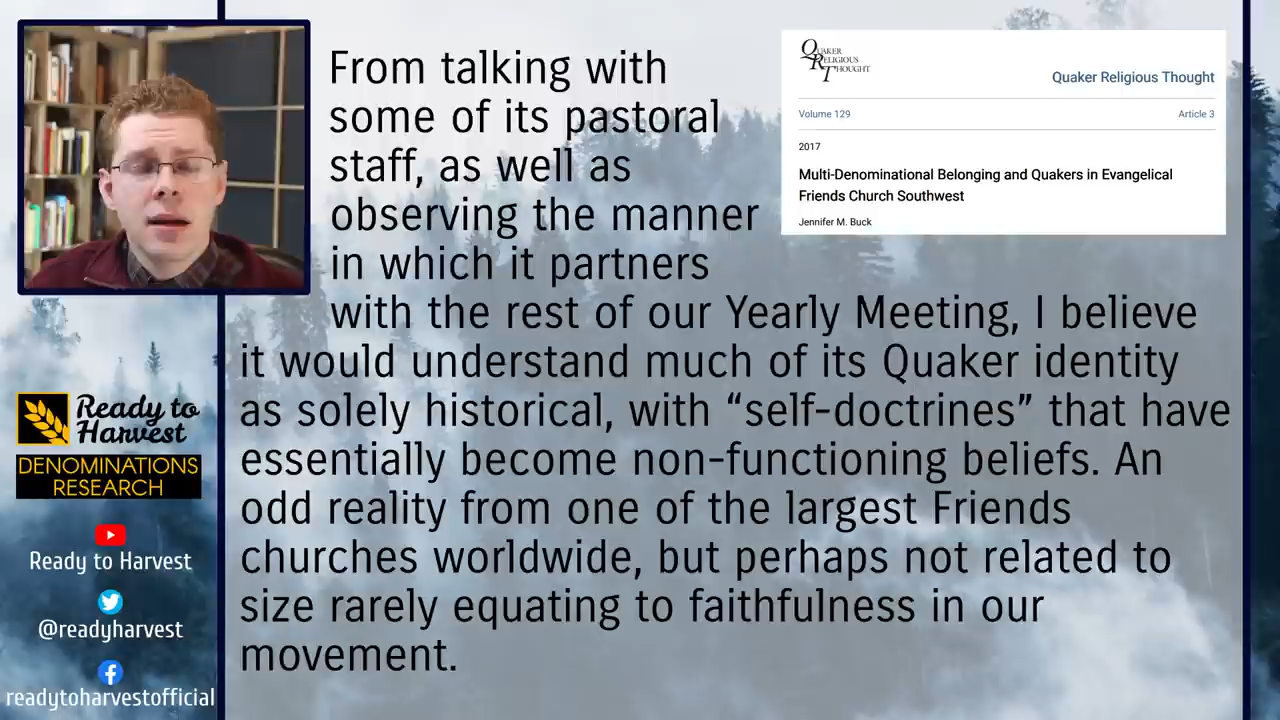 From talking with
some of its pastoral
staff, as well as
observing the manner
in which it partners
with the rest of our Yearly Meeting, I believe
it would understand much of its Quaker identity
as solely historical, with “self-doctrines” that have
essentially become non-functioning beliefs. An
odd reality from one of the largest Friends
churches worldwide, but perhaps not related to
size rarely equating to faithfulness in our
movement.
QUAKER
RELIGIOUS
THOUGHT
Quaker Religious Thought
Volume 129
Article 3
2017
Multi-Denominational Belonging and Quakers in Evangelical
Friends Church Southwest
Jennifer M. Buck
Ready to
Harvest
DENOMINATIONS
RESEARCH
Ready to Harvest
@readyharvest
readytoharvestofficial